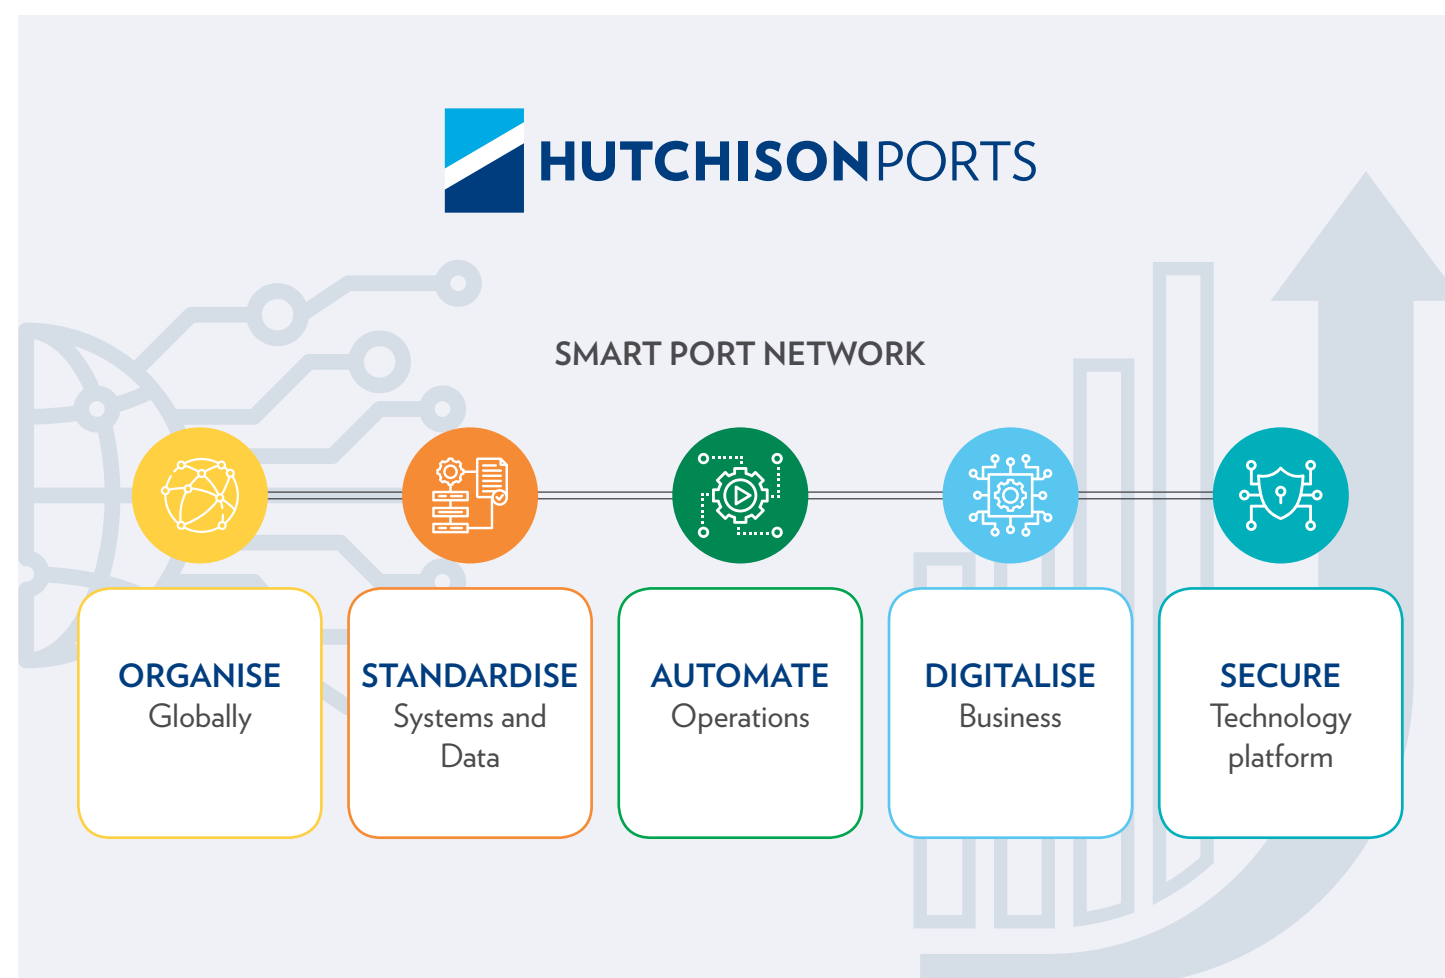 HUTCHISONPORTS
SMART PORT NETWORK
ORGANISE
Globally
STANDARDISE
Systems and
Data
AUTOMATE
Operations
DIGITALISE
Business
SECURE
Technology
platform